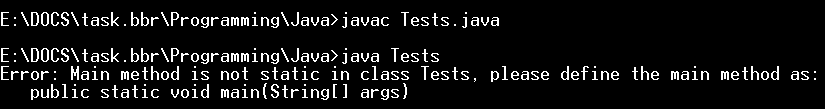 E:\DOCS\task.bbr\Programming\Java>javac Tests.java
E:\DOCS\task.bbr\Programming\Java>java Tests
Error: Main method is not static in class Tests, please define the main method as:
   public static void main(String[] args)